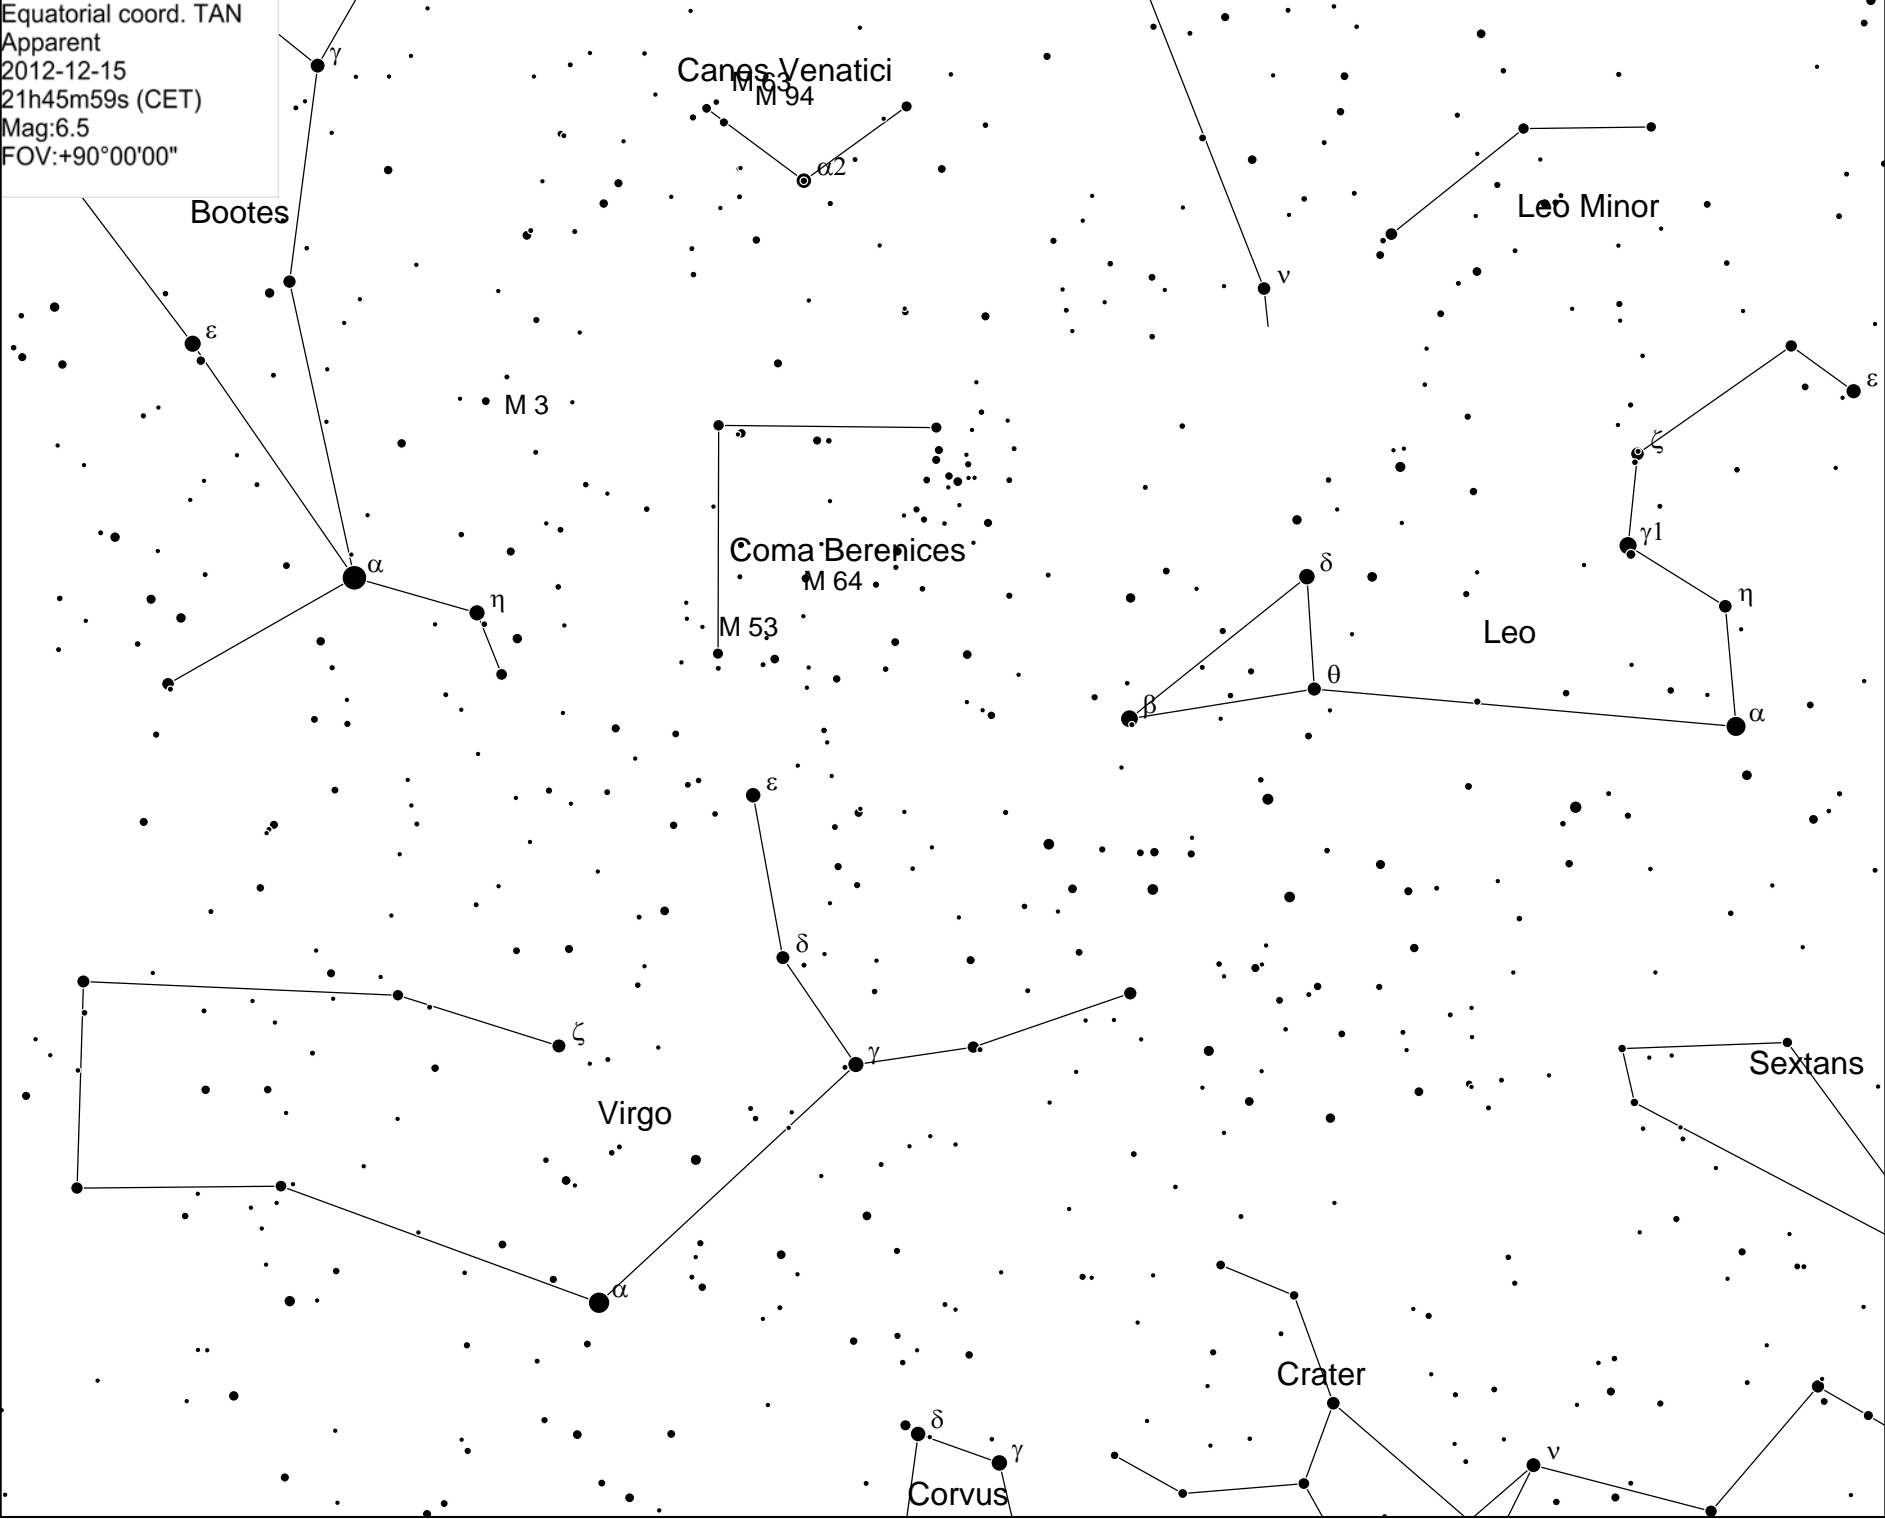 Equatorial coord. TAN
Apparent
2012-12-15
21h45m59s (CET)
Mag:6.5
FOV:+90°00'00"
γ
Canes Venatici
M 63
M 94
α2
Bootes
Leo Minor
ν
ε
ε
M 3
ζ
γ1
Coma Berenices
α
δ
M 64
η
η
M 53
Leo
θ
β
α
ε
δ
ζ
γ
Sextans
Virgo
α
Crater
δ
γ
ν
Corvus